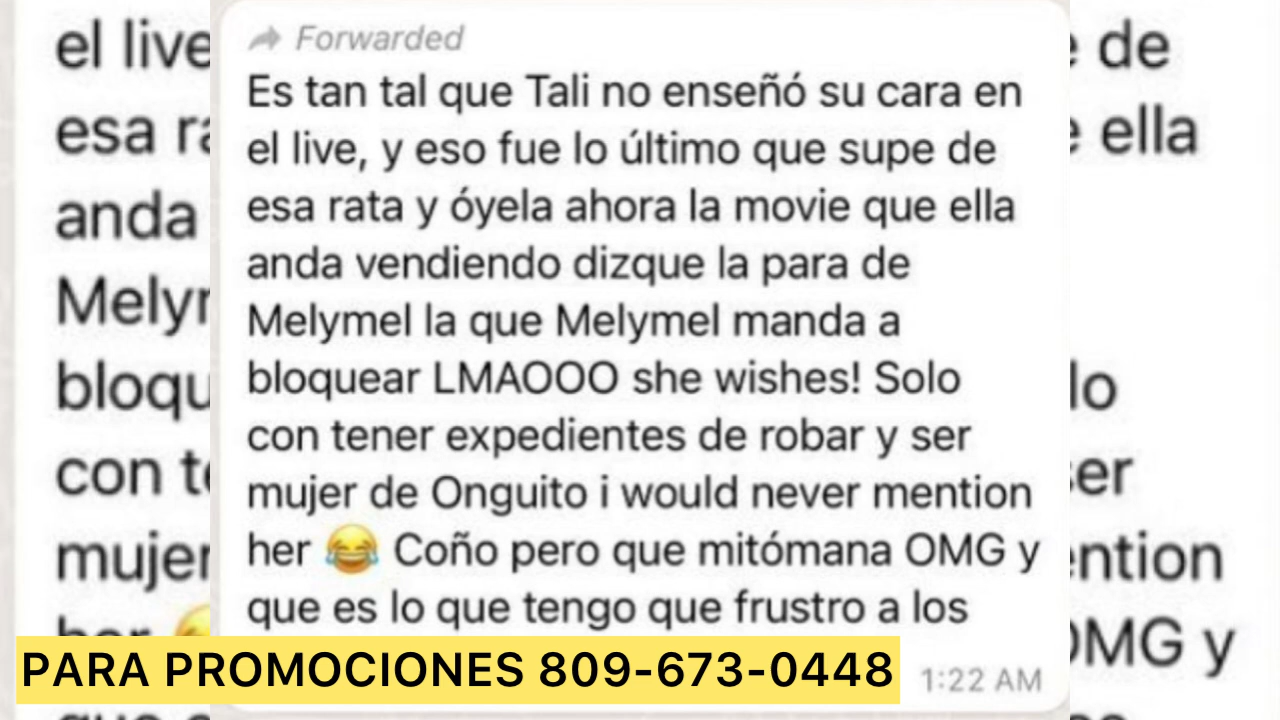 Forwarded
Es tan tal que Tali no enseñó su cara en
el live, y eso fue lo último que supe de
esa rata y óyela ahora la movie que ella
anda vendiendo dizque la para de
Melymel la que Melymel manda a
bloquear LMAOOO she wishes! Solo
con tener expedientes de robar y ser
mujer de Onguito i would never mention
her 😂 Coño pero que mitómana OMG y
que es lo que tengo que frustro a los
1:22 AM
PARA PROMOCIONES 809-673-0448